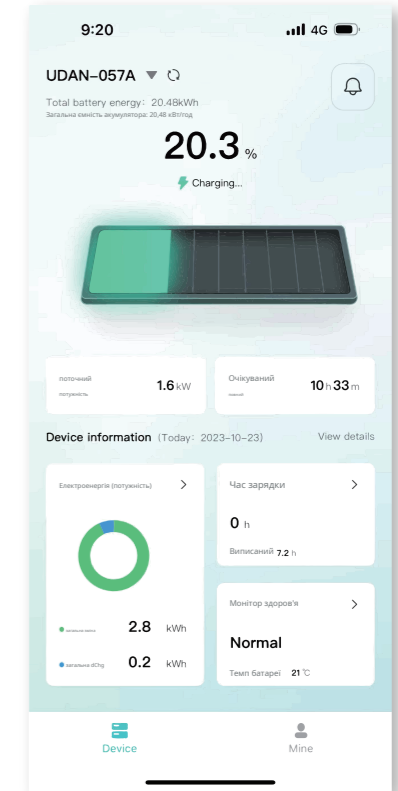 9:20
4G
UDAN-057A
Total battery energy: 20.48kWh
Загальна ємність акумулятора: 20,48 кВт/год
20.3 %
Charging...
поточний
потужність
1.6 kW
Очікуваний
повний
10 h 33 m
Device information (Today: 2023-10-23)
View details
Електроенергія (потужність)
2.8 kWh
загальна dChg
0.2 kWh
Час зарядки
0 h
Виписаний 7.2 h
Монітор здоров'я
Normal
Темп батареї 21 °C
Device
Mine